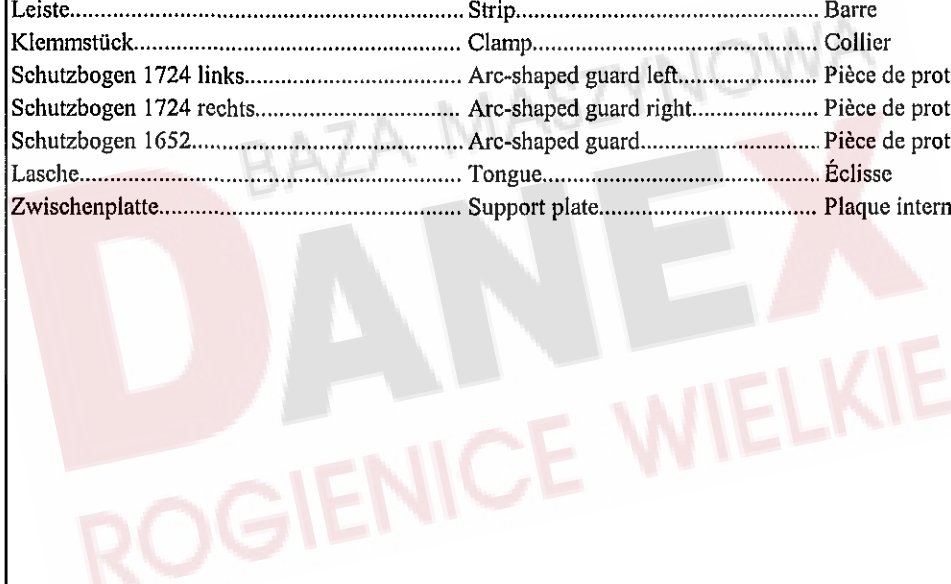 Leiste.......................................................................... Strip......................................................... Barre
Klemmstück............................................................. Clamp..................................................... Collier
Schutzbogen 1724 links........................................ Arc-shaped guard left.......................... Pièce de prot
Schutzbogen 1724 rechts...................................... Arc-shaped guard right....................... Pièce de prot
Schutzbogen 1652.................................................. Arc-shaped guard................................. Pièce de prot
Lasche.................................................................... Tongue.................................................... Éclisse
Zwischenplatte........................................................ Support plate......................................... Plaque intern
BAZA MASZYNOWA
DANEX
ROGIENICE WIELKIE